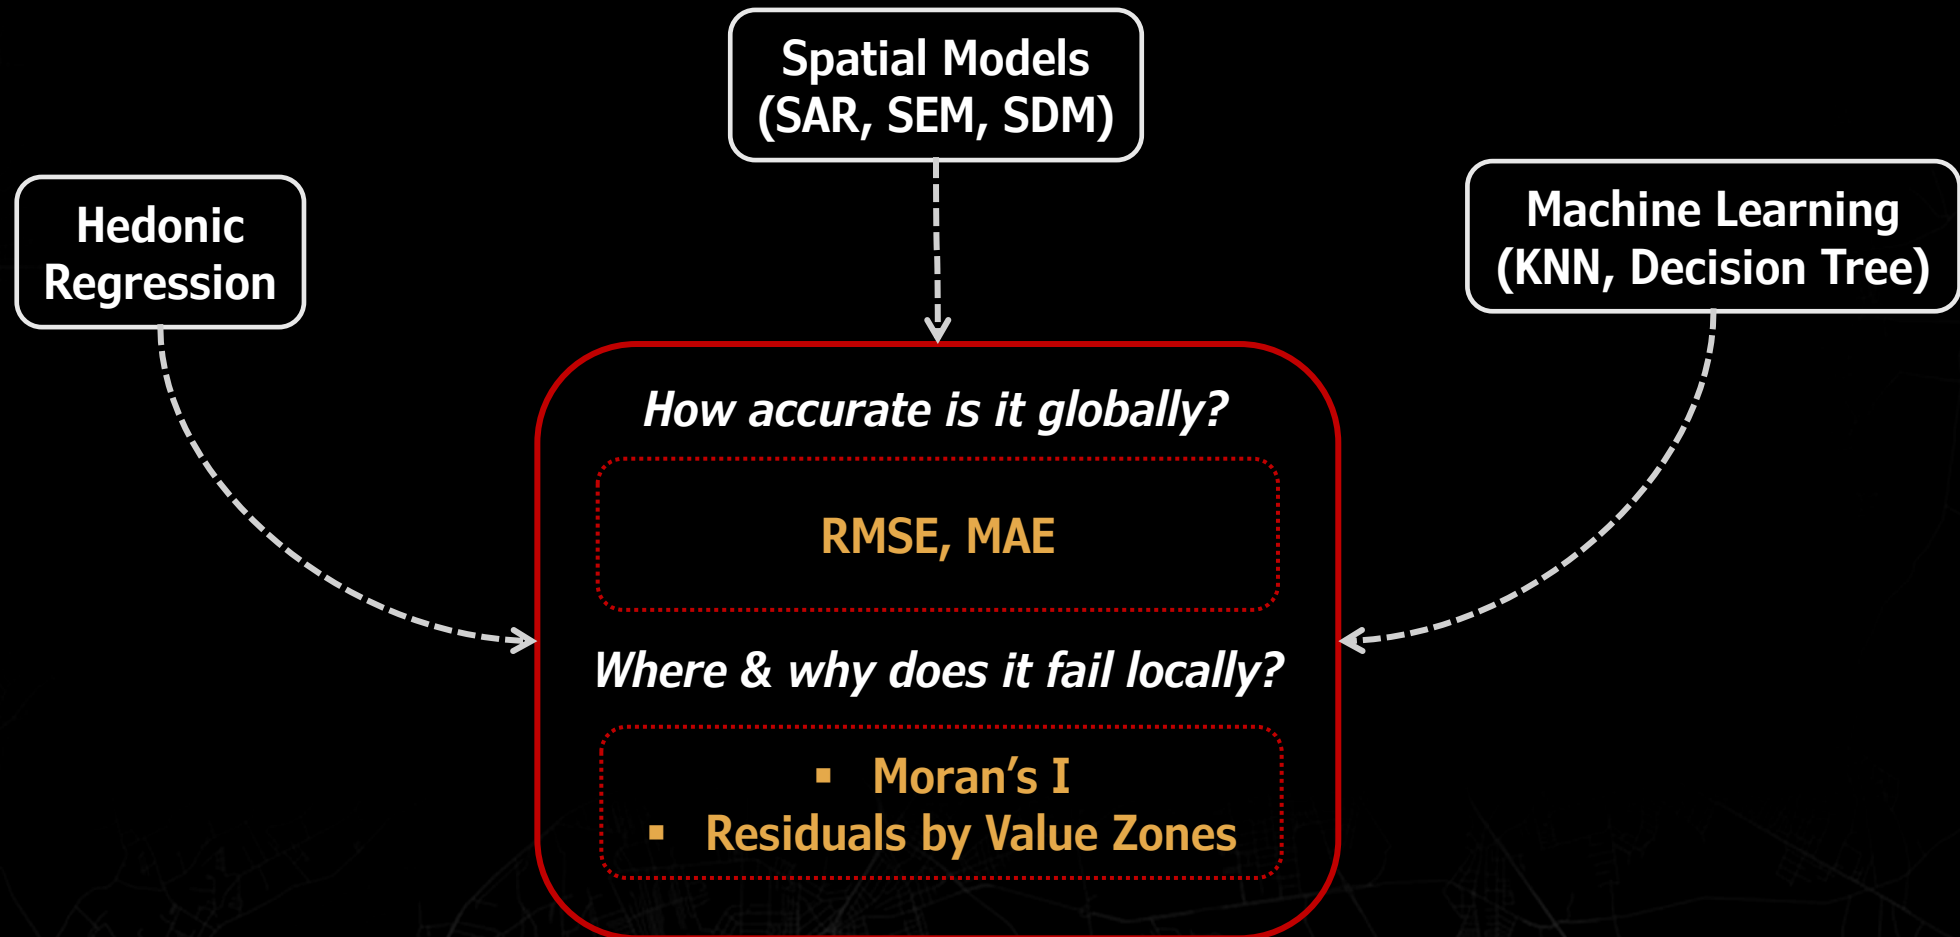 Spatial Models
(SAR, SEM, SDM)
Hedonic
Regression
Machine Learning
(KNN, Decision Tree)
How accurate is it globally?
RMSE, MAE
Where & why does it fail locally?
▪ Moran’s I
▪ Residuals by Value Zones